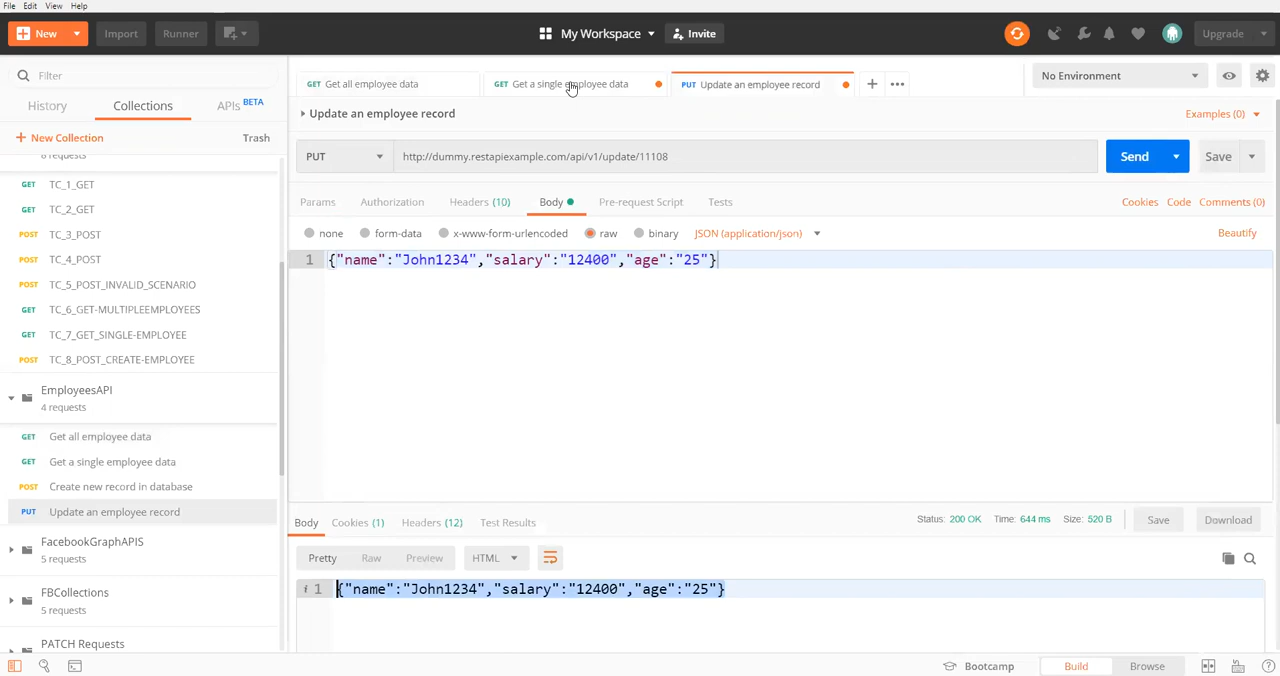 File Edit View Help
New Import Runner My Workspace Invite Upgrade
Filter
History Collections APIs BETA
New Collection Trash
8 requests
GET TC_1_GET
GET TC_2_GET
POST TC_3_POST
POST TC_4_POST
POST TC_5_POST_INVALID_SCENARIO
GET TC_6_GET-MULTIPLEEMPLOYEES
GET TC_7_GET_SINGLE-EMPLOYEE
POST TC_8_POST_CREATE-EMPLOYEE
EmployeesAPI
4 requests
GET Get all employee data
GET Get a single employee data
POST Create new record in database
PUT Update an employee record
FacebookGraphAPIS
5 requests
FBCollections
5 requests
PATCH Requests
GET Get all employee data GET Get a single employee data PUT Update an employee record No Environment
Update an employee record Examples (0)
PUT http://dummy.restapiexample.com/api/v1/update/11108 Send Save
Params Authorization Headers (10) Body Pre-request Script Tests Cookies Code Comments (0)
none form-data x-www-form-urlencoded raw binary JSON (application/json) Beautify
1 {"name":"John1234","salary":"12400","age":"25"}
Body Cookies (1) Headers (12) Test Results Status: 200 OK Time: 644 ms Size: 520 B Save Download
Pretty Raw Preview HTML
i 1 {"name":"John1234","salary":"12400","age":"25"}
Bootcamp Build Browse